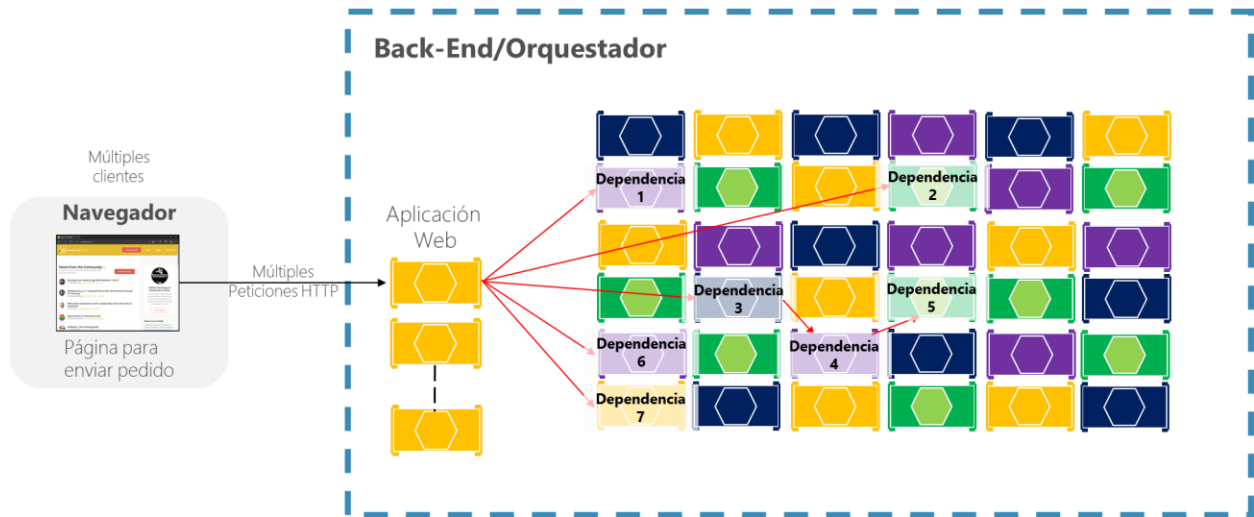 Back-End/Orquestador
Múltiples
clientes
Navegador
Página para
enviar pedido
Múltiples
Peticiones HTTP
Aplicación
Web
Dependencia
1
Dependencia
2
Dependencia
3
Dependencia
5
Dependencia
6
Dependencia
4
Dependencia
7